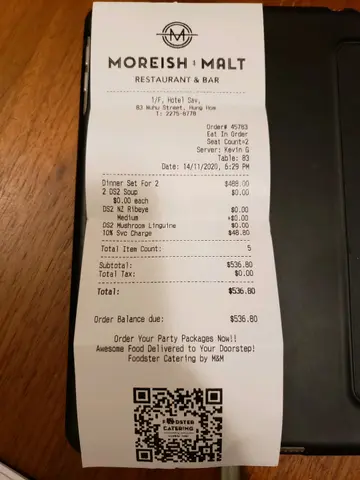 M
MOREISH & MALT
RESTAURANT & BAR
1/F, Hotel Sav,
83 Wuhu Street, Hung Hom
T: 2275-8778
Order# 45783
Eat In Order
Seat Count=2
Server: Kevin G
Table: 83
Date: 14/11/2020, 6:29 PM
Dinner Set For 2 $488.00
2 DS2 Soup $0.00
$0.00 each
DS2 NZ Ribeye $0.00
Medium +$0.00
DS2 Mushroom Linguine $0.00
10% Svc Charge $48.80
Total Item Count: 5
Subtotal: $536.80
Total Tax: $0.00
Total: $536.80
Order Balance due: $536.80
Order Your Party Packages Now!!
Awesome Food Delivered to Your Doorstep!
Foodster Catering by M&M
FOODSTER
CATERING